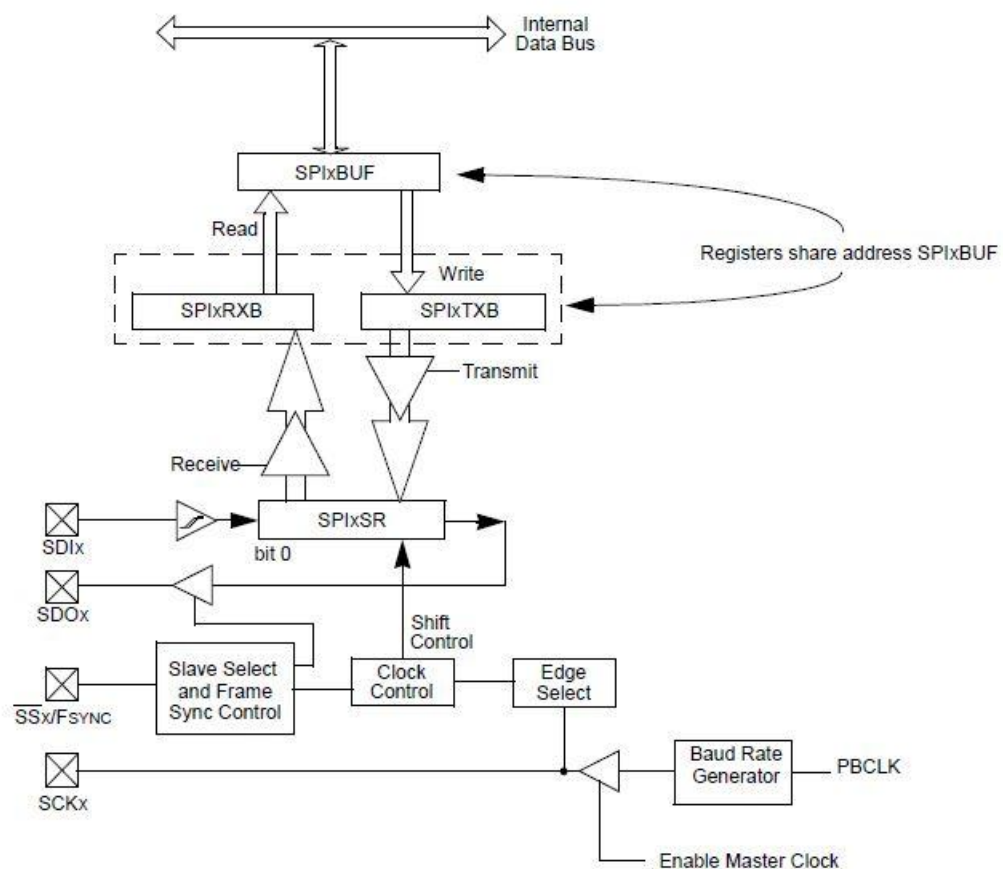 Internal
Data Bus
SPIxBUF
Read
Registers share address SPIxBUF
Write
SPIxRXB
SPIxTXB
Transmit
Receive
SPIxSR
SDIx
bit 0
SDOx
Shift
Control
Slave Select
and Frame
Sync Control
Clock
Control
Edge
Select
SSx/FSYNC
Baud Rate
Generator
PBCLK
SCKx
Enable Master Clock